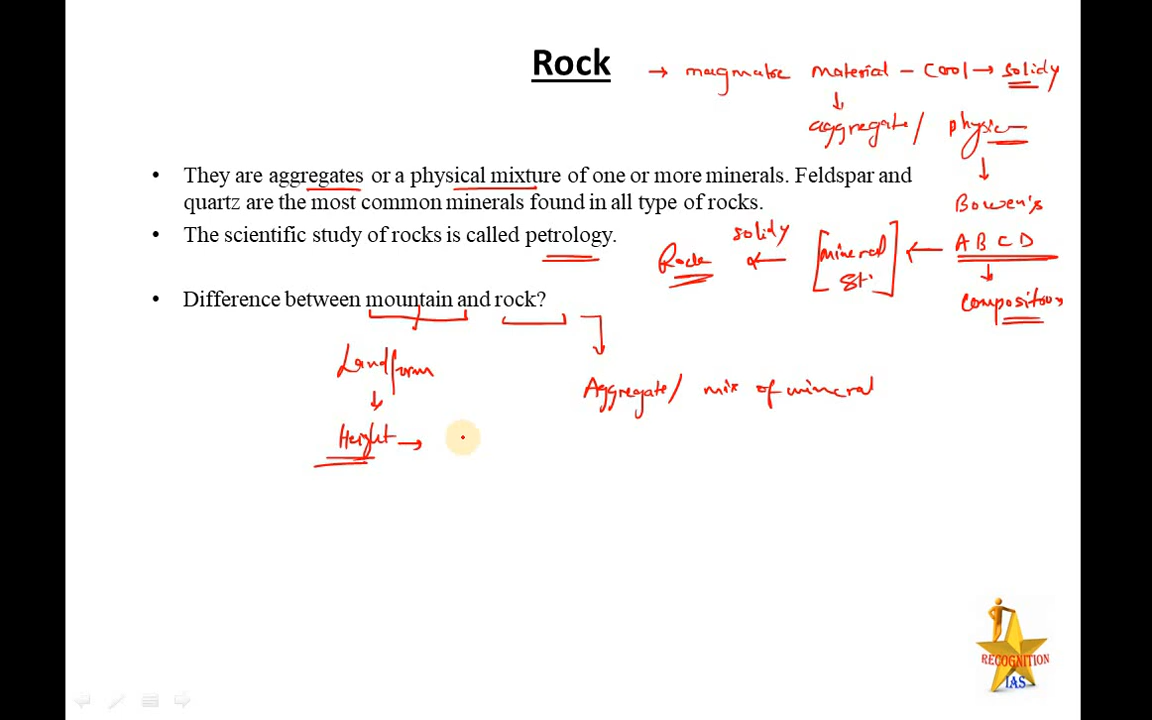 Rock
→ magmatic material – cool → solidy
aggregate / physic
• They are aggregates or a physical mixture of one or more minerals. Feldspar and
quartz are the most common minerals found in all type of rocks.
Bowen's
• The scientific study of rocks is called petrology.
solidy
A B C D
Rock ← [mineral
St:]
Composition
• Difference between mountain and rock?
Landform
Aggregate/ mix of mineral
Height →
RECOGNITION
IAS